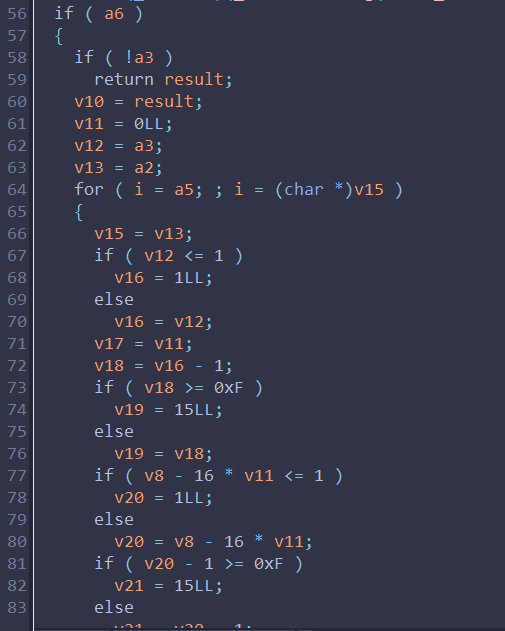 56 if ( a6 )
57 {
58 if ( !a3 )
59 return result;
60 v10 = result;
61 v11 = 0LL;
62 v12 = a3;
63 v13 = a2;
64 for ( i = a5; ; i = (char *)v15 )
65 {
66 v15 = v13;
67 if ( v12 <= 1 )
68 v16 = 1LL;
69 else
70 v16 = v12;
71 v17 = v11;
72 v18 = v16 - 1;
73 if ( v18 >= 0xF )
74 v19 = 15LL;
75 else
76 v19 = v18;
77 if ( v8 - 16 * v11 <= 1 )
78 v20 = 1LL;
79 else
80 v20 = v8 - 16 * v11;
81 if ( v20 - 1 >= 0xF )
82 v21 = 15LL;
83 else